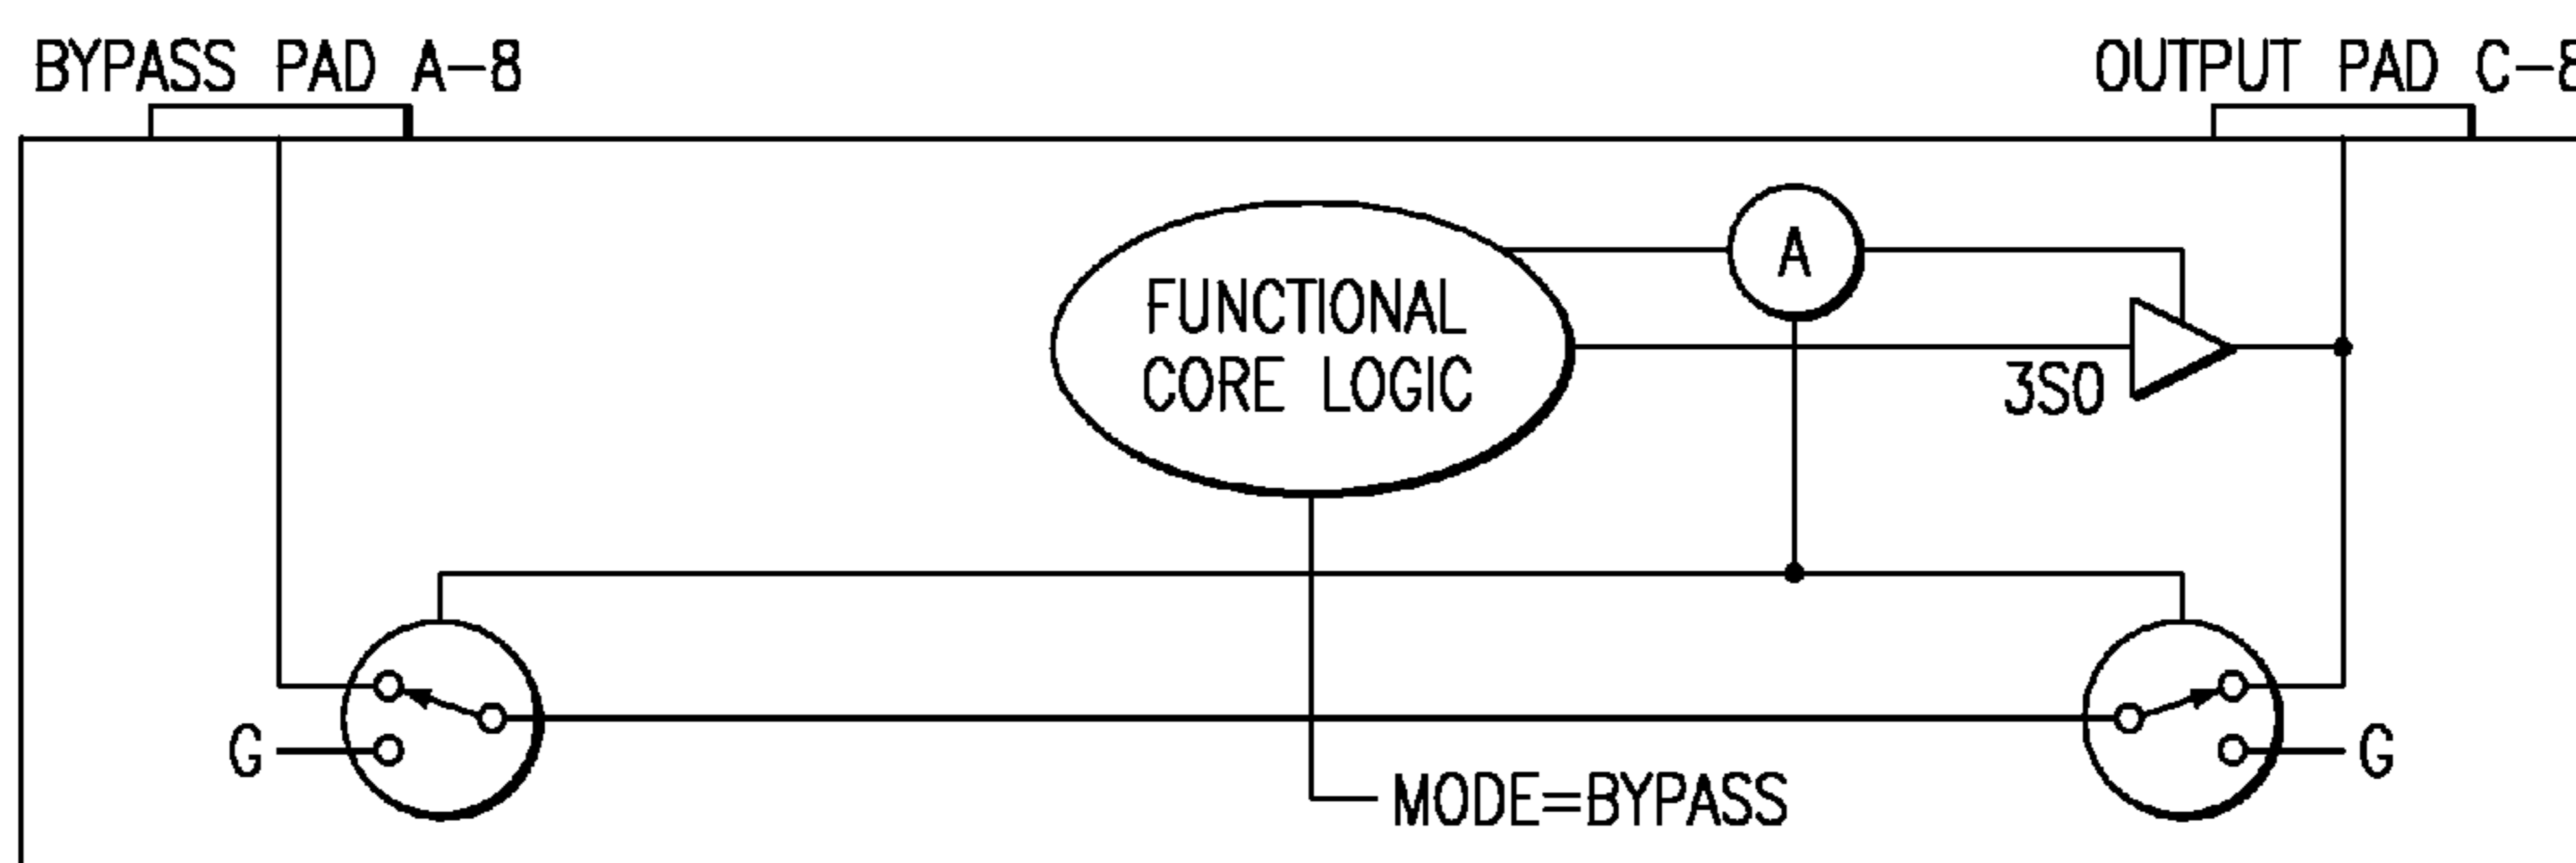 BYPASS PAD A-8
OUTPUT PAD C-8
A
FUNCTIONAL
CORE LOGIC
3SO
G
G
MODE=BYPASS